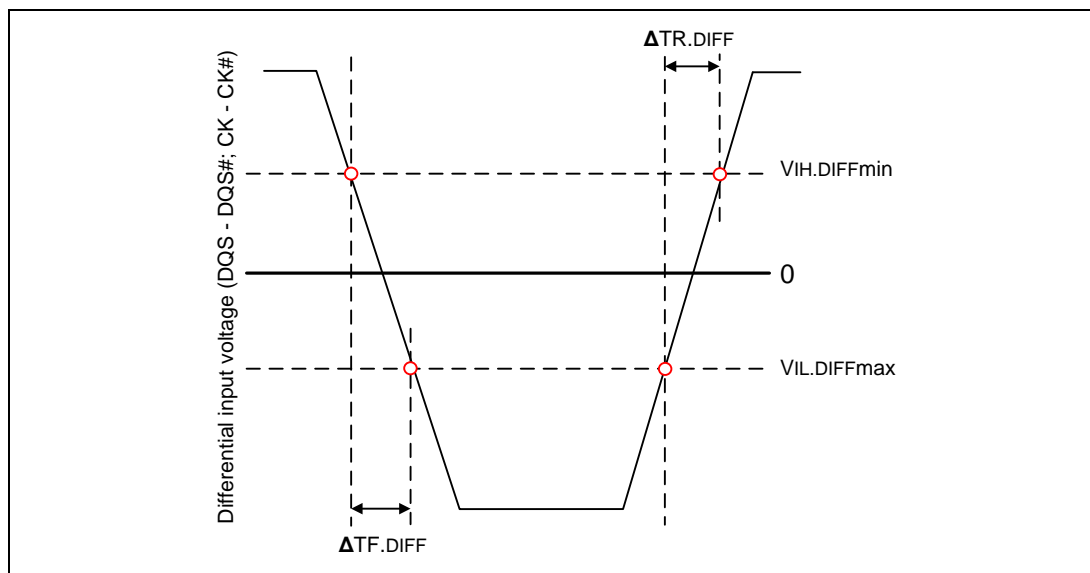 Differential input voltage (DQS - DQS#; CK - CK#)
ΔTR.DIFF
VIH.DIFFmin
0
VIL.DIFFmax
ΔTF.DIFF